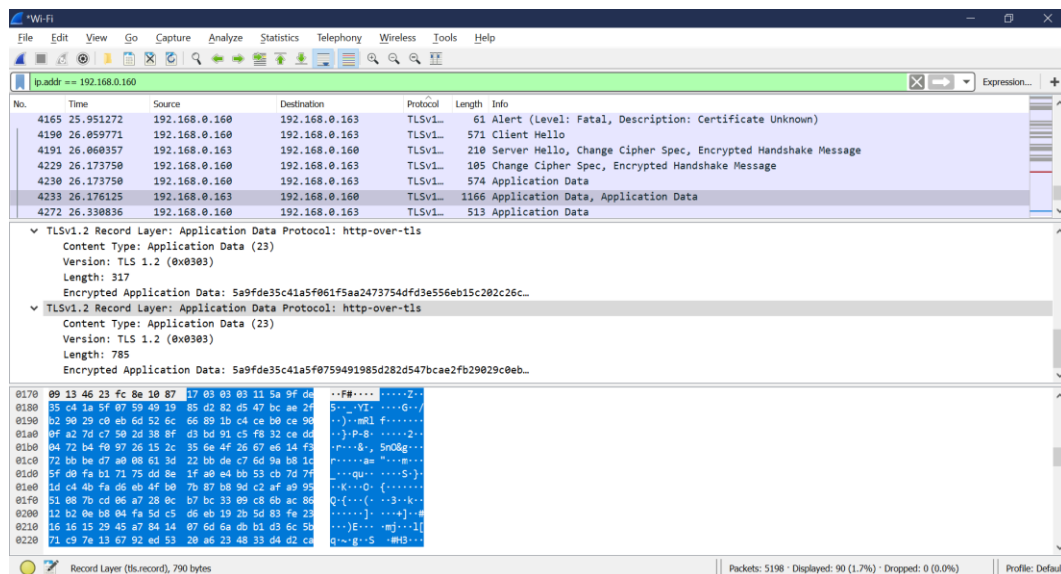 *Wi-Fi
File Edit View Go Capture Analyze Statistics Telephony Wireless Tools Help
ip.addr == 192.168.0.160 Expression... +
No. Time Source Destination Protocol Length Info
4165 25.951272 192.168.0.160 192.168.0.163 TLSv1… 61 Alert (Level: Fatal, Description: Certificate Unknown)
4190 26.059771 192.168.0.160 192.168.0.163 TLSv1… 571 Client Hello
4191 26.060357 192.168.0.163 192.168.0.160 TLSv1… 210 Server Hello, Change Cipher Spec, Encrypted Handshake Message
4229 26.173750 192.168.0.160 192.168.0.163 TLSv1… 105 Change Cipher Spec, Encrypted Handshake Message
4230 26.173750 192.168.0.160 192.168.0.163 TLSv1… 574 Application Data
4233 26.176125 192.168.0.163 192.168.0.160 TLSv1… 1166 Application Data, Application Data
4272 26.330836 192.168.0.160 192.168.0.163 TLSv1… 513 Application Data
TLSv1.2 Record Layer: Application Data Protocol: http-over-tls
Content Type: Application Data (23)
Version: TLS 1.2 (0x0303)
Length: 317
Encrypted Application Data: 5a9fde35c41a5f061f5aa2473754dfd3e556eb15c202c26c…
TLSv1.2 Record Layer: Application Data Protocol: http-over-tls
Content Type: Application Data (23)
Version: TLS 1.2 (0x0303)
Length: 785
Encrypted Application Data: 5a9fde35c41a5f0759491985d282d547bcae2fb29029c0eb…
0170 09 13 46 23 fc 8e 10 87 17 03 03 03 11 5a 9f de ··F#···· ·····Z··
0180 35 c4 1a 5f 07 59 49 19 85 d2 82 d5 47 bc ae 2f 5··_·YI· ····G··/
0190 b2 90 29 c0 eb 6d 52 6c 66 89 1b c4 ce b0 ce 90 ··)··mRl f·······
01a0 0f a2 7d c7 50 2d 38 8f d3 bd 91 c5 f8 32 ce dd ··}·P-8· ·····2··
01b0 04 72 b4 f0 97 26 15 2c 35 6e 4f 26 67 e6 14 f3 ·r···&·, 5nO&g···
01c0 72 bb be d7 a0 08 61 3d 22 bb de c7 6d 9a b8 1c r·····a= "···m···
01d0 5f d0 fa b1 71 75 dd 8e 1f a0 e4 bb 53 cb 7d 7f _···qu·· ····S·}·
01e0 1d c4 4b fa d6 eb 4f b0 7b 87 b8 9d c2 af a9 95 ··K···O· {·······
01f0 51 08 7b cd 06 a7 28 0c b7 bc 33 09 c8 6b ac 86 Q·{···(· ··3··k··
0200 12 b2 0e b8 04 fa 5d c5 d6 eb 19 2b 5d 83 fe 23 ······]· ···+]··#
0210 16 16 15 29 45 a7 84 14 07 6d 6a db b1 d3 6c 5b ···)E··· ·mj···l[
0220 71 c9 7e 13 67 92 ed 53 20 a6 23 48 33 d4 d2 ca q·~·g··S ·#H3···
Record Layer (tls.record), 790 bytes Packets: 5198 · Displayed: 90 (1.7%) · Dropped: 0 (0.0%) Profile: Defau